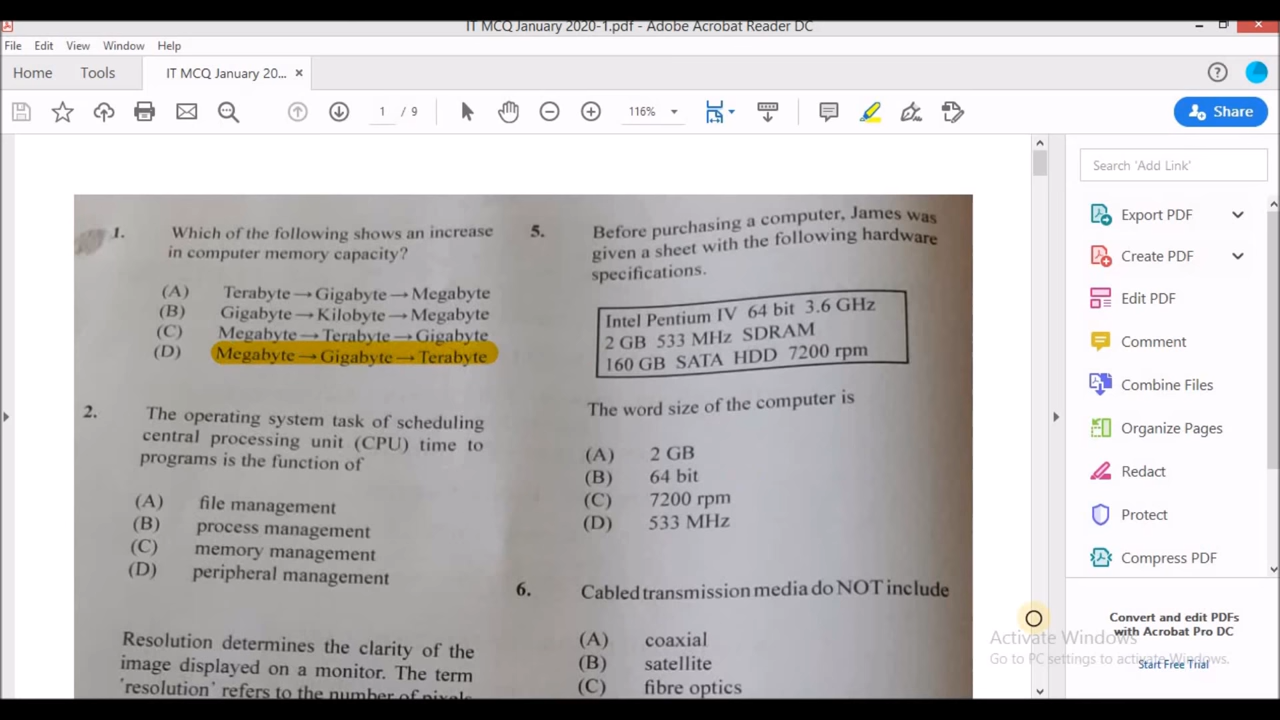 IT MCQ January 2020-1.pdf - Adobe Acrobat Reader DC
File Edit View Window Help
Home Tools IT MCQ January 20... ×
1 / 9 116% Share
Search 'Add Link'
Export PDF
Create PDF
Edit PDF
Comment
Combine Files
Organize Pages
Redact
Protect
Compress PDF
Convert and edit PDFs
with Acrobat Pro DC
Start Free Trial
Activate Windows
Go to PC settings to activate Windows.
1. Which of the following shows an increase
in computer memory capacity?
(A) Terabyte → Gigabyte → Megabyte
(B) Gigabyte → Kilobyte → Megabyte
(C) Megabyte → Terabyte → Gigabyte
(D) Megabyte → Gigabyte → Terabyte
2. The operating system task of scheduling
central processing unit (CPU) time to
programs is the function of
(A) file management
(B) process management
(C) memory management
(D) peripheral management
Resolution determines the clarity of the
image displayed on a monitor. The term
'resolution' refers to the number of pixels
5. Before purchasing a computer, James was
given a sheet with the following hardware
specifications.
Intel Pentium IV 64 bit 3.6 GHz
2 GB 533 MHz SDRAM
160 GB SATA HDD 7200 rpm
The word size of the computer is
(A) 2 GB
(B) 64 bit
(C) 7200 rpm
(D) 533 MHz
6. Cabled transmission media do NOT include
(A) coaxial
(B) satellite
(C) fibre optics